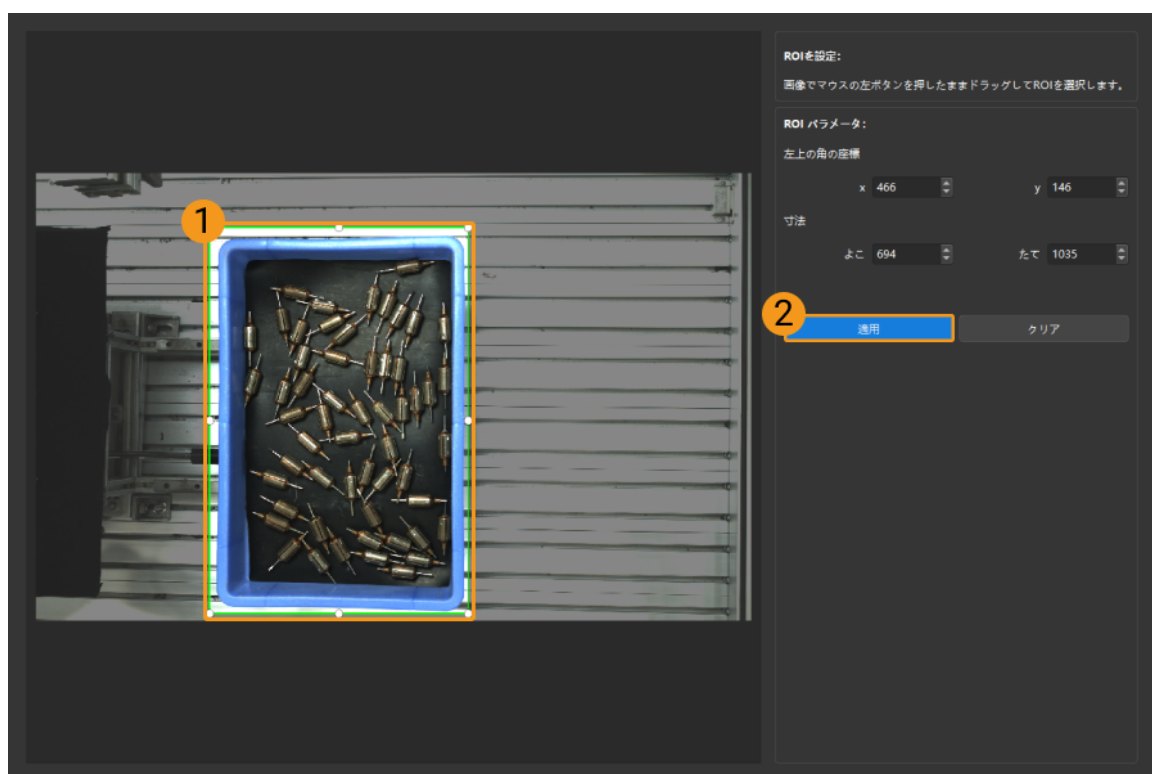 ROIを設定:
画像でマウスの左ボタンを押したままドラッグしてROIを選択します。
ROI パラメータ:
左上の角の座標
x 466 y 146
寸法
よこ 694 たて 1035
1
2
適用 クリア